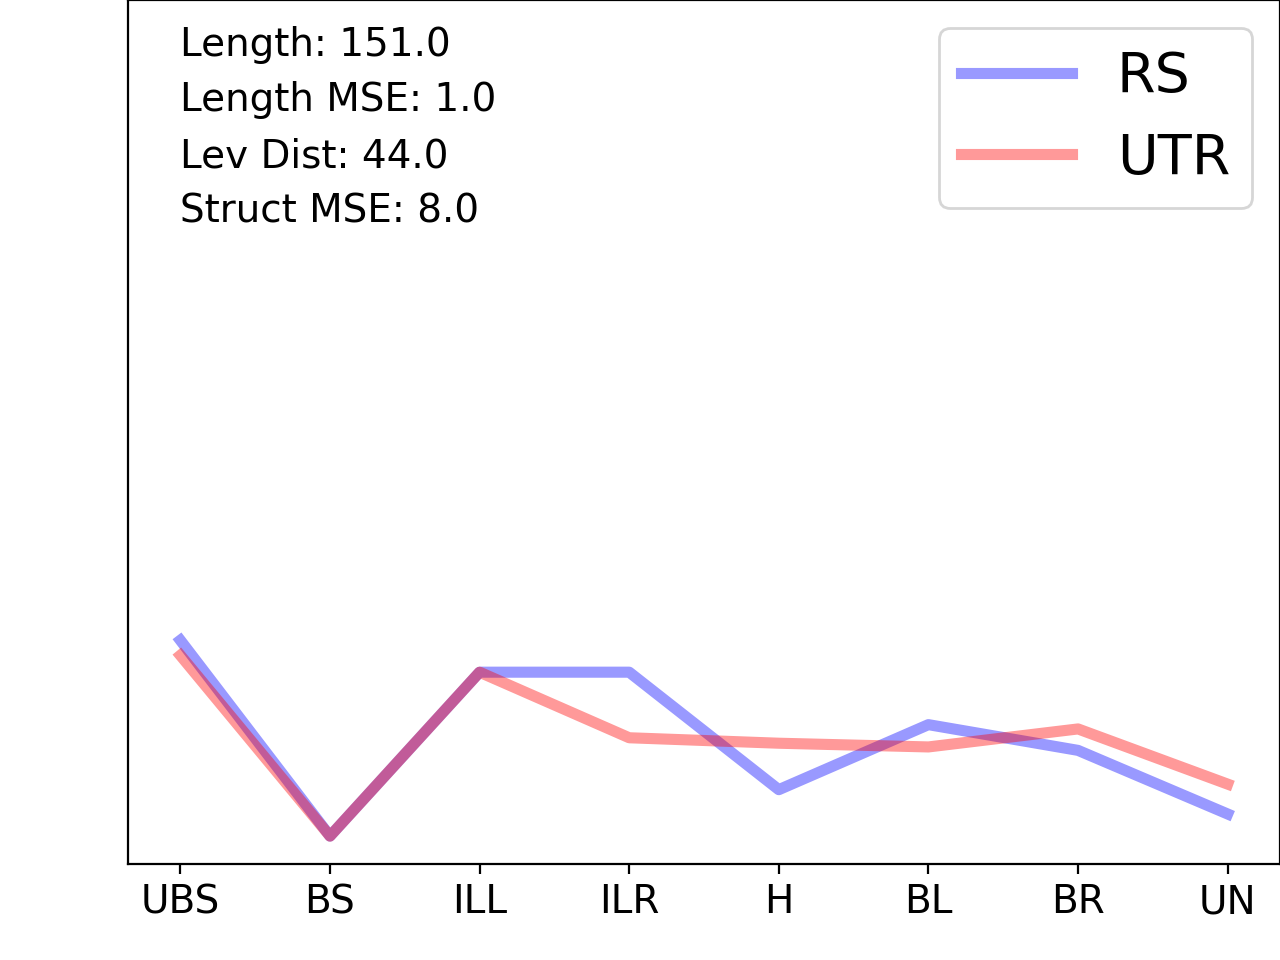 Length: 151.0
Length MSE: 1.0
Lev Dist: 44.0
Struct MSE: 8.0
RS
UTR
UBS BS ILL ILR H BL BR UN